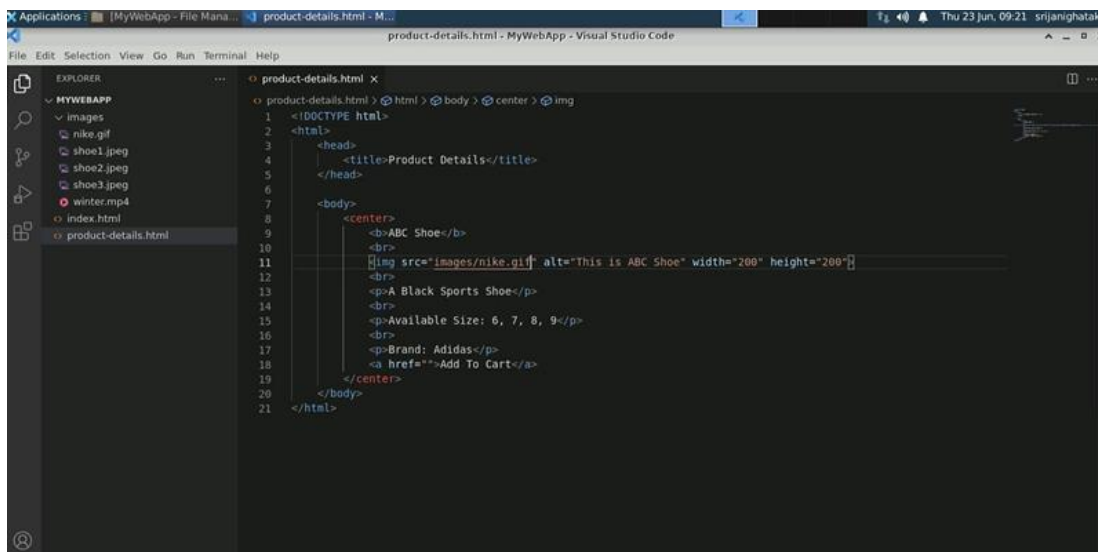 Applications [MyWebApp - File Mana... product-details.html - M... Thu 23 Jun, 09:21 srijanighatak
product-details.html - MyWebApp - Visual Studio Code
File Edit Selection View Go Run Terminal Help
EXPLORER ... product-details.html
MYWEBAPP
images
nike.gif
shoe1.jpeg
shoe2.jpeg
shoe3.jpeg
winter.mp4
index.html
product-details.html
product-details.html > html > body > center > img
1 <!DOCTYPE html>
2 <html>
3 <head>
4 <title>Product Details</title>
5 </head>
6
7 <body>
8 <center>
9 <b>ABC Shoe</b>
10 <br>
11 <img src="images/nike.gif" alt="This is ABC Shoe" width="200" height="200">
12 <br>
13 <p>A Black Sports Shoe</p>
14 <br>
15 <p>Available Size: 6, 7, 8, 9</p>
16 <br>
17 <p>Brand: Adidas</p>
18 <a href="">Add To Cart</a>
19 </center>
20 </body>
21 </html>